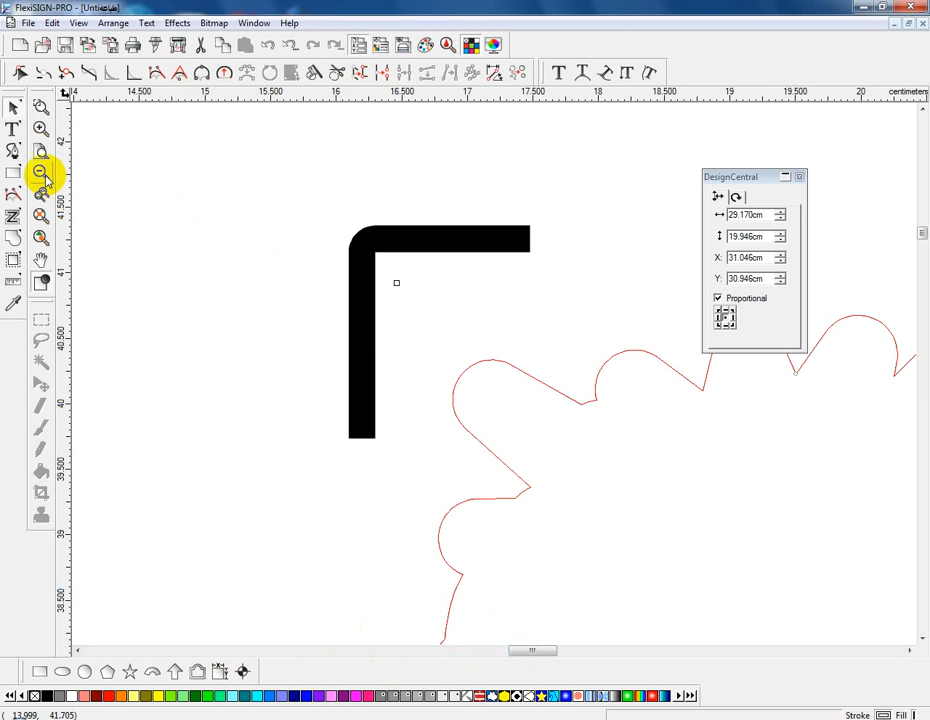 FlexiSIGN-PRO - [Untitled]
File Edit View Arrange Text Effects Bitmap Window Help
14 14.500 15 15.500 16 16.500 17 17.500 18 18.500 19 19.500 20 centimeters
42
41.500
41
40.500
40
39.500
39
38.500
DesignCentral
29.170cm
19.946cm
X: 31.046cm
Y: 30.946cm
Proportional
( 13.999, 41.705)
Stroke Fill